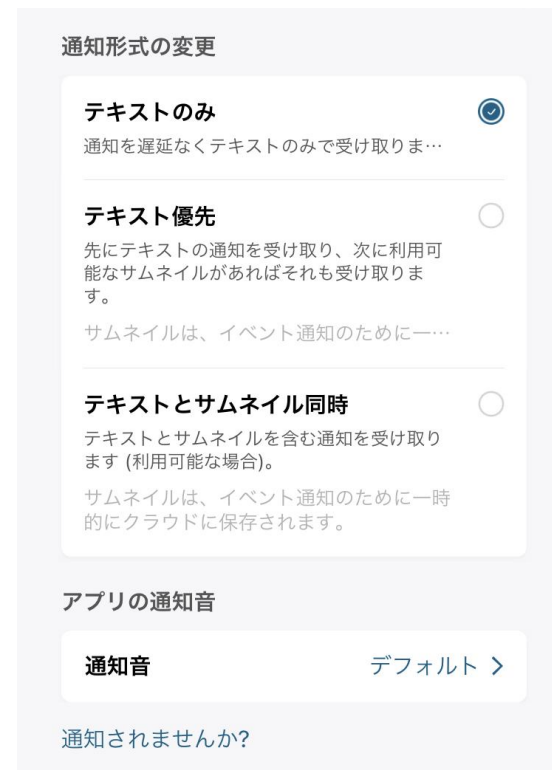 通知形式の変更
テキストのみ
通知を遅延なくテキストのみで受け取りま…
テキスト優先
先にテキストの通知を受け取り、次に利用可
能なサムネイルがあればそれも受け取りま
す。
サムネイルは、イベント通知のために一…
テキストとサムネイル同時
テキストとサムネイルを含む通知を受け取り
ます (利用可能な場合)。
サムネイルは、イベント通知のために一時
的にクラウドに保存されます。
アプリの通知音
通知音 デフォルト >
通知されませんか?